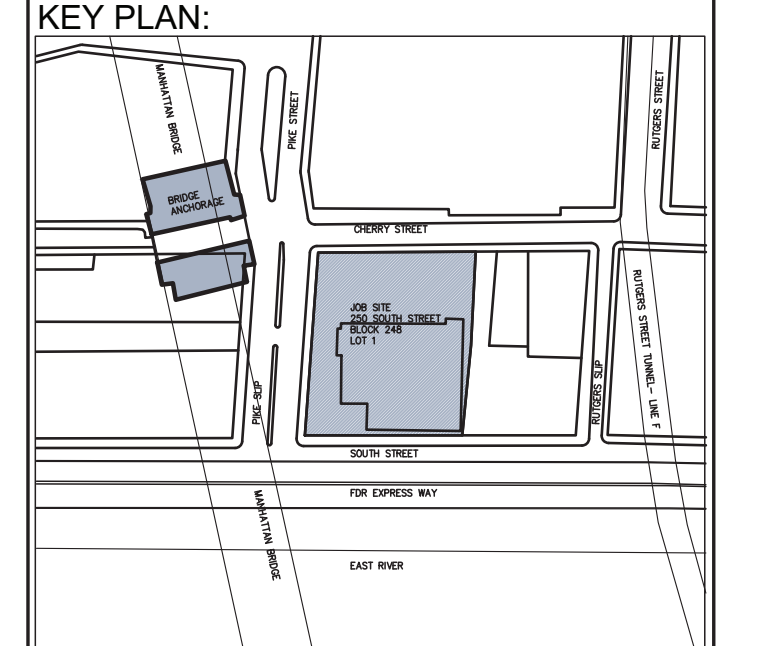 KEY PLAN:
MANHATTAN BRIDGE
PIKE STREET
RUTGERS STREET
BRIDGE
ANCHORAGE
CHERRY STREET
JOB SITE
250 SOUTH STREET
BLOCK 248
LOT 1
RUTGERS STREET TUNNEL- LINE F
PIKE SLIP
RUTGERS SLIP
SOUTH STREET
FDR EXPRESS WAY
MANHATTAN BRIDGE
EAST RIVER